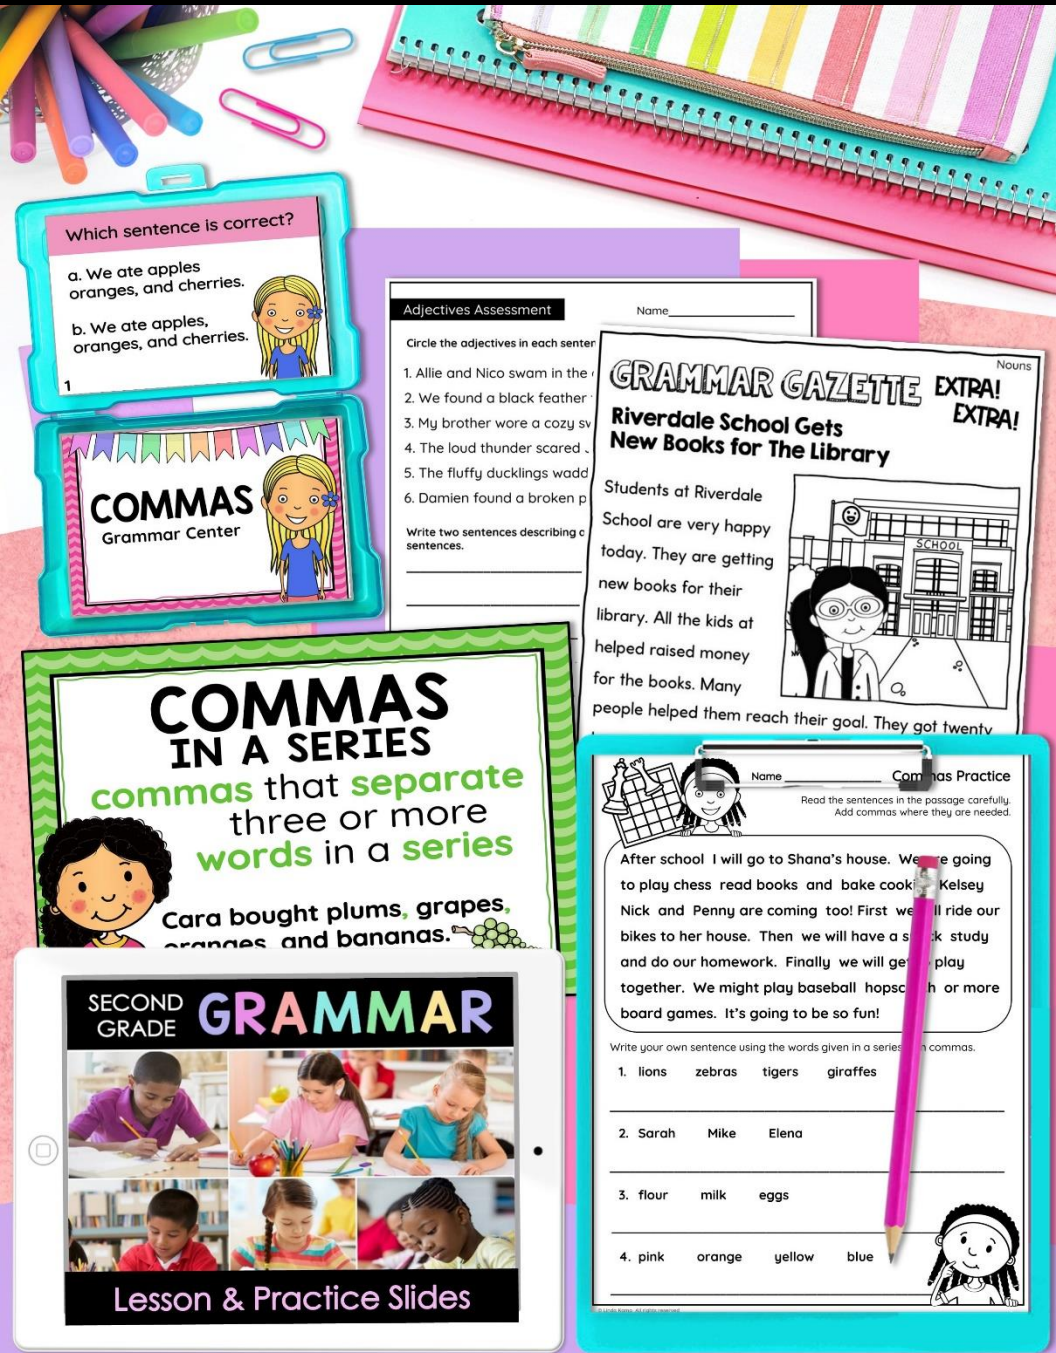 Which sentence is correct?
a. We ate apples
oranges, and cherries.
b. We ate apples,
oranges, and cherries.
1
COMMAS
Grammar Center
Adjectives Assessment
Name
Circle the adjectives in each
1. Allie and Nico swam in the
2. We found a black feather
3. My brother wore a cozy
4. The loud thunder scared
5. The fluffy ducklings
6. Damien found a broken
Write two sentences describing
sentences.
Nouns
GRAMMAR GAZETTE EXTRA!
EXTRA!
Riverdale School Gets
New Books for The Library
Students at Riverdale
School are very happy
today. They are getting
new books for their
library. All the kids at
helped raised money
for the books. Many
people helped them reach their goal. They got twenty
SCHOOL
COMMAS
IN A SERIES
commas that separate
three or more
words in a series
Cara bought plums, grapes,
oranges, and bananas.
SECOND
GRADE
GRAMMAR
Lesson & Practice Slides
Name Commas Practice
Read the sentences in the passage carefully.
Add commas where they are needed.
After school I will go to Shana's house. We going
to play chess read books and bake Kelsey
Nick and Penny are coming too! First ride our
bikes to her house. Then we will have a study
and do our homework. Finally we will play
together. We might play baseball or more
board games. It's going to be so fun!
Write your own sentence using the words given in a series commas.
1. lions zebras tigers giraffes
2. Sarah Mike Elena
3. flour milk eggs
4. pink orange yellow blue